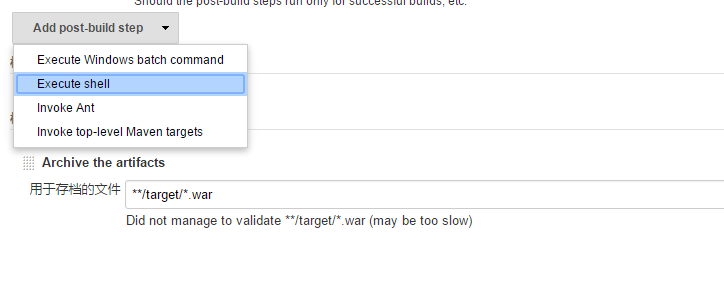 Should the post-build steps run only for successful builds, etc.
Add post-build step
Execute Windows batch command
Execute shell
Invoke Ant
Invoke top-level Maven targets
Archive the artifacts
用于存档的文件 **/target/*.war
Did not manage to validate **/target/*.war (may be too slow)